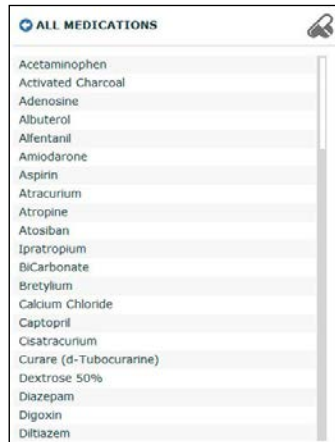 ALL MEDICATIONS
Acetaminophen
Activated Charcoal
Adenosine
Albuterol
Alfentanil
Amiodarone
Aspirin
Atracurium
Atropine
Atosiban
Ipratropium
BiCarbonate
Bretylium
Calcium Chloride
Captopril
Cisatracurium
Curare (d-Tubocurarine)
Dextrose 50%
Diazepam
Digoxin
Diltiazem